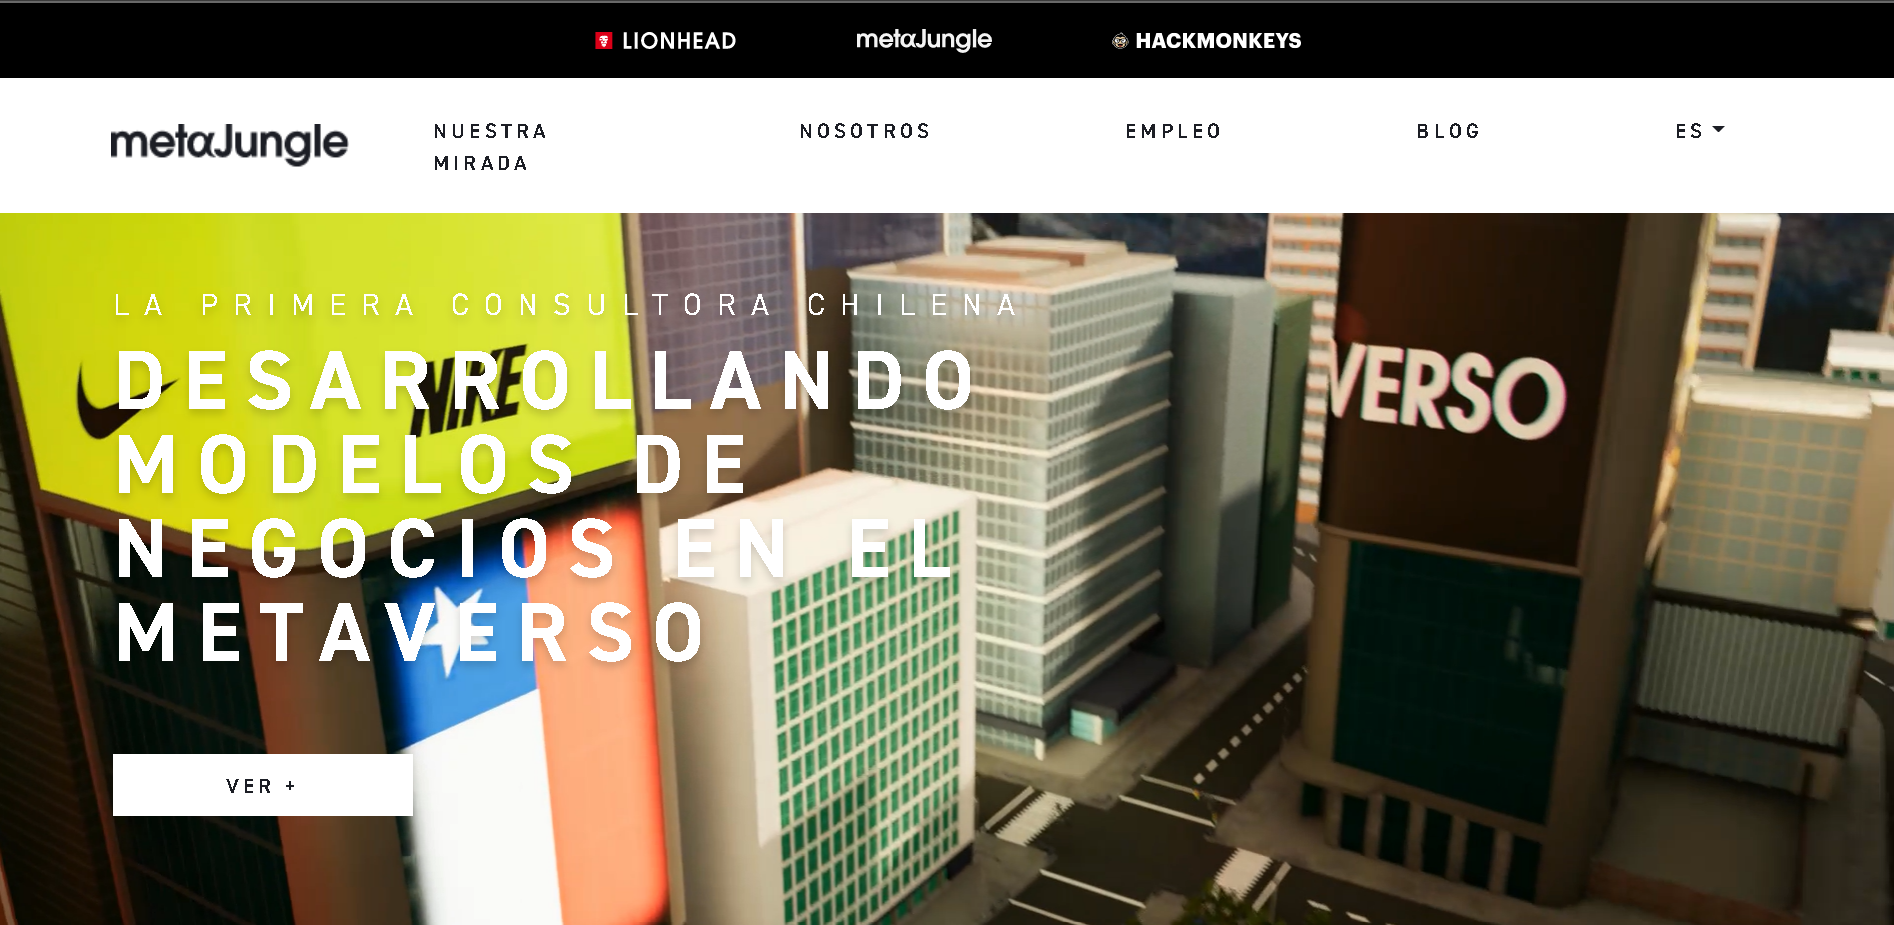 LIONHEAD
metaJungle
HACKMONKEYS
metaJungle
NUESTRA
MIRADA
NOSOTROS
EMPLEO
BLOG
ES
LA PRIMERA CONSULTORA CHILENA
DESARROLLANDO
MODELOS DE
NEGOCIOS EN EL
METAVERSO
NIKE
VERSO
VER +